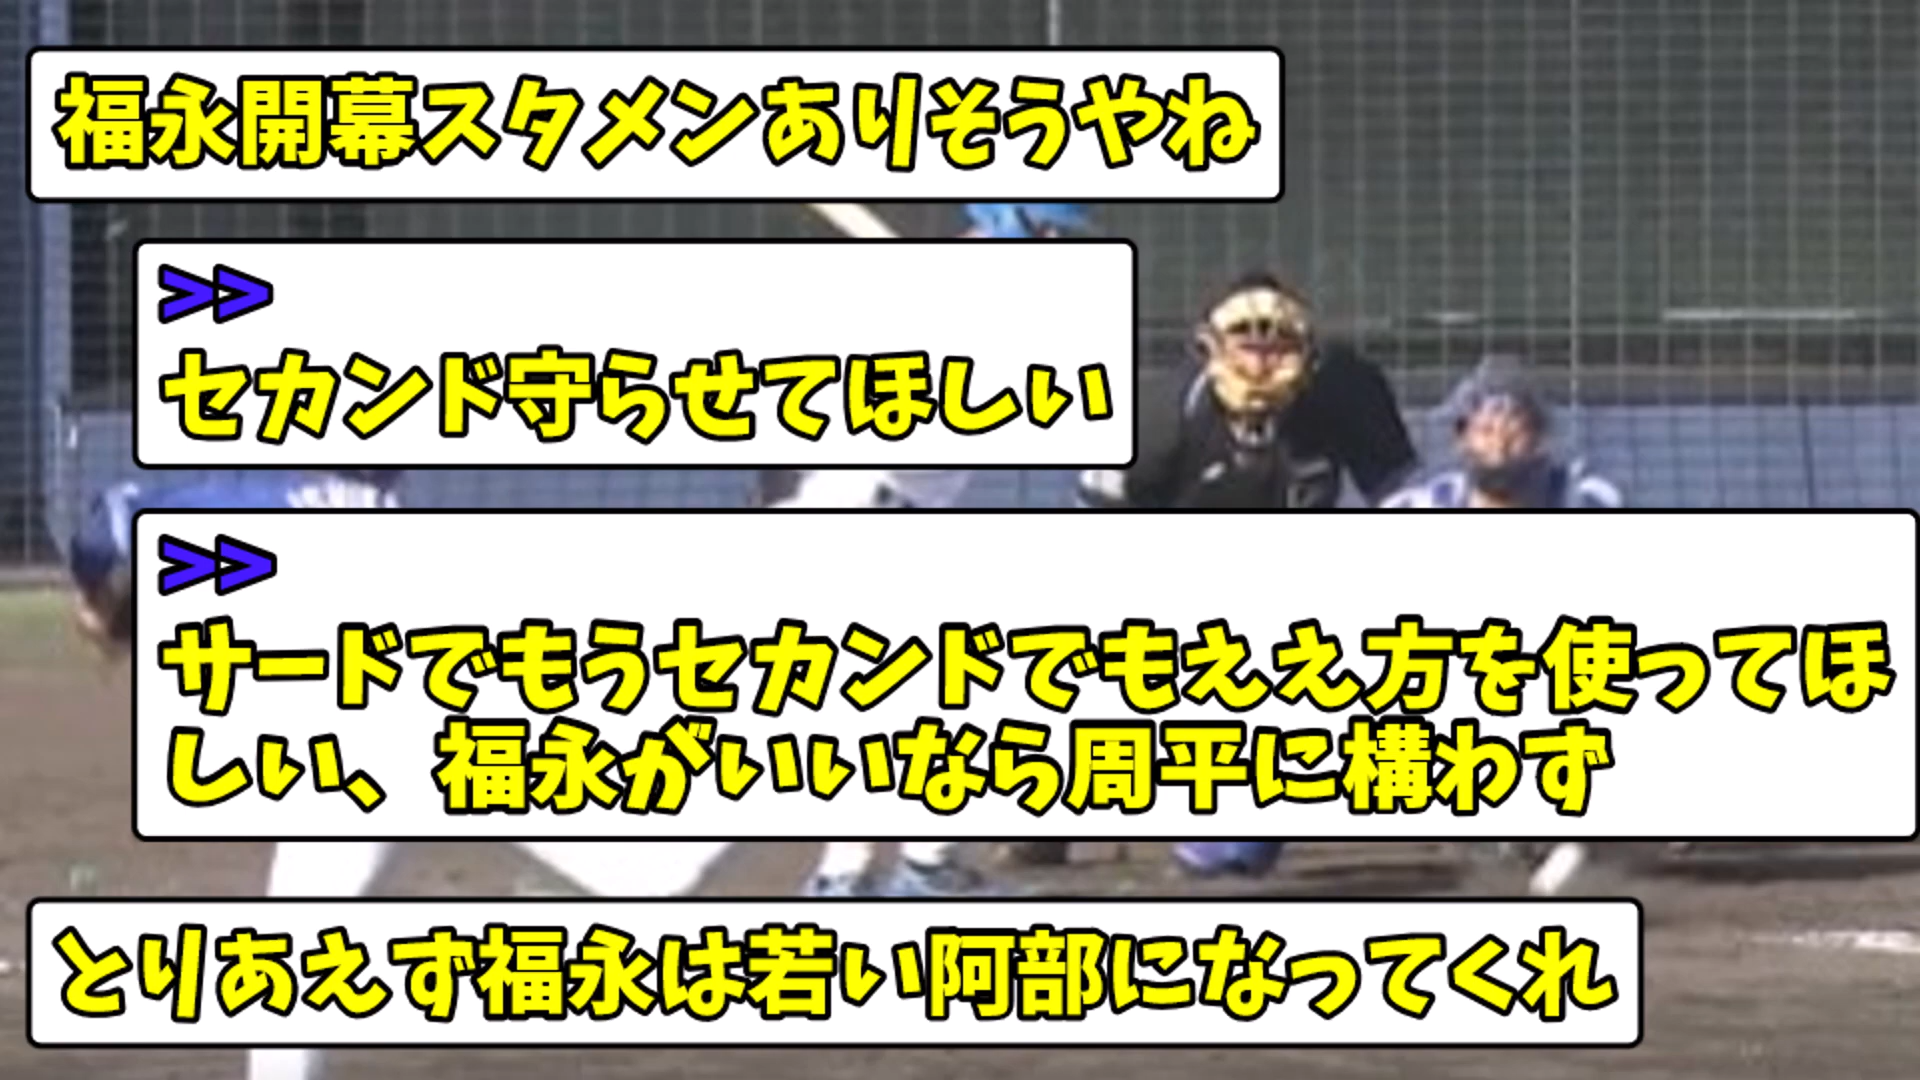 福永開幕スタメンありそうやね
>>
セカンド守らせてほしい
>>
サードでもうセカンドでもええ方を使ってほ
しい、福永がいいなら周平に構わず
とりあえず福永は若い阿部になってくれ